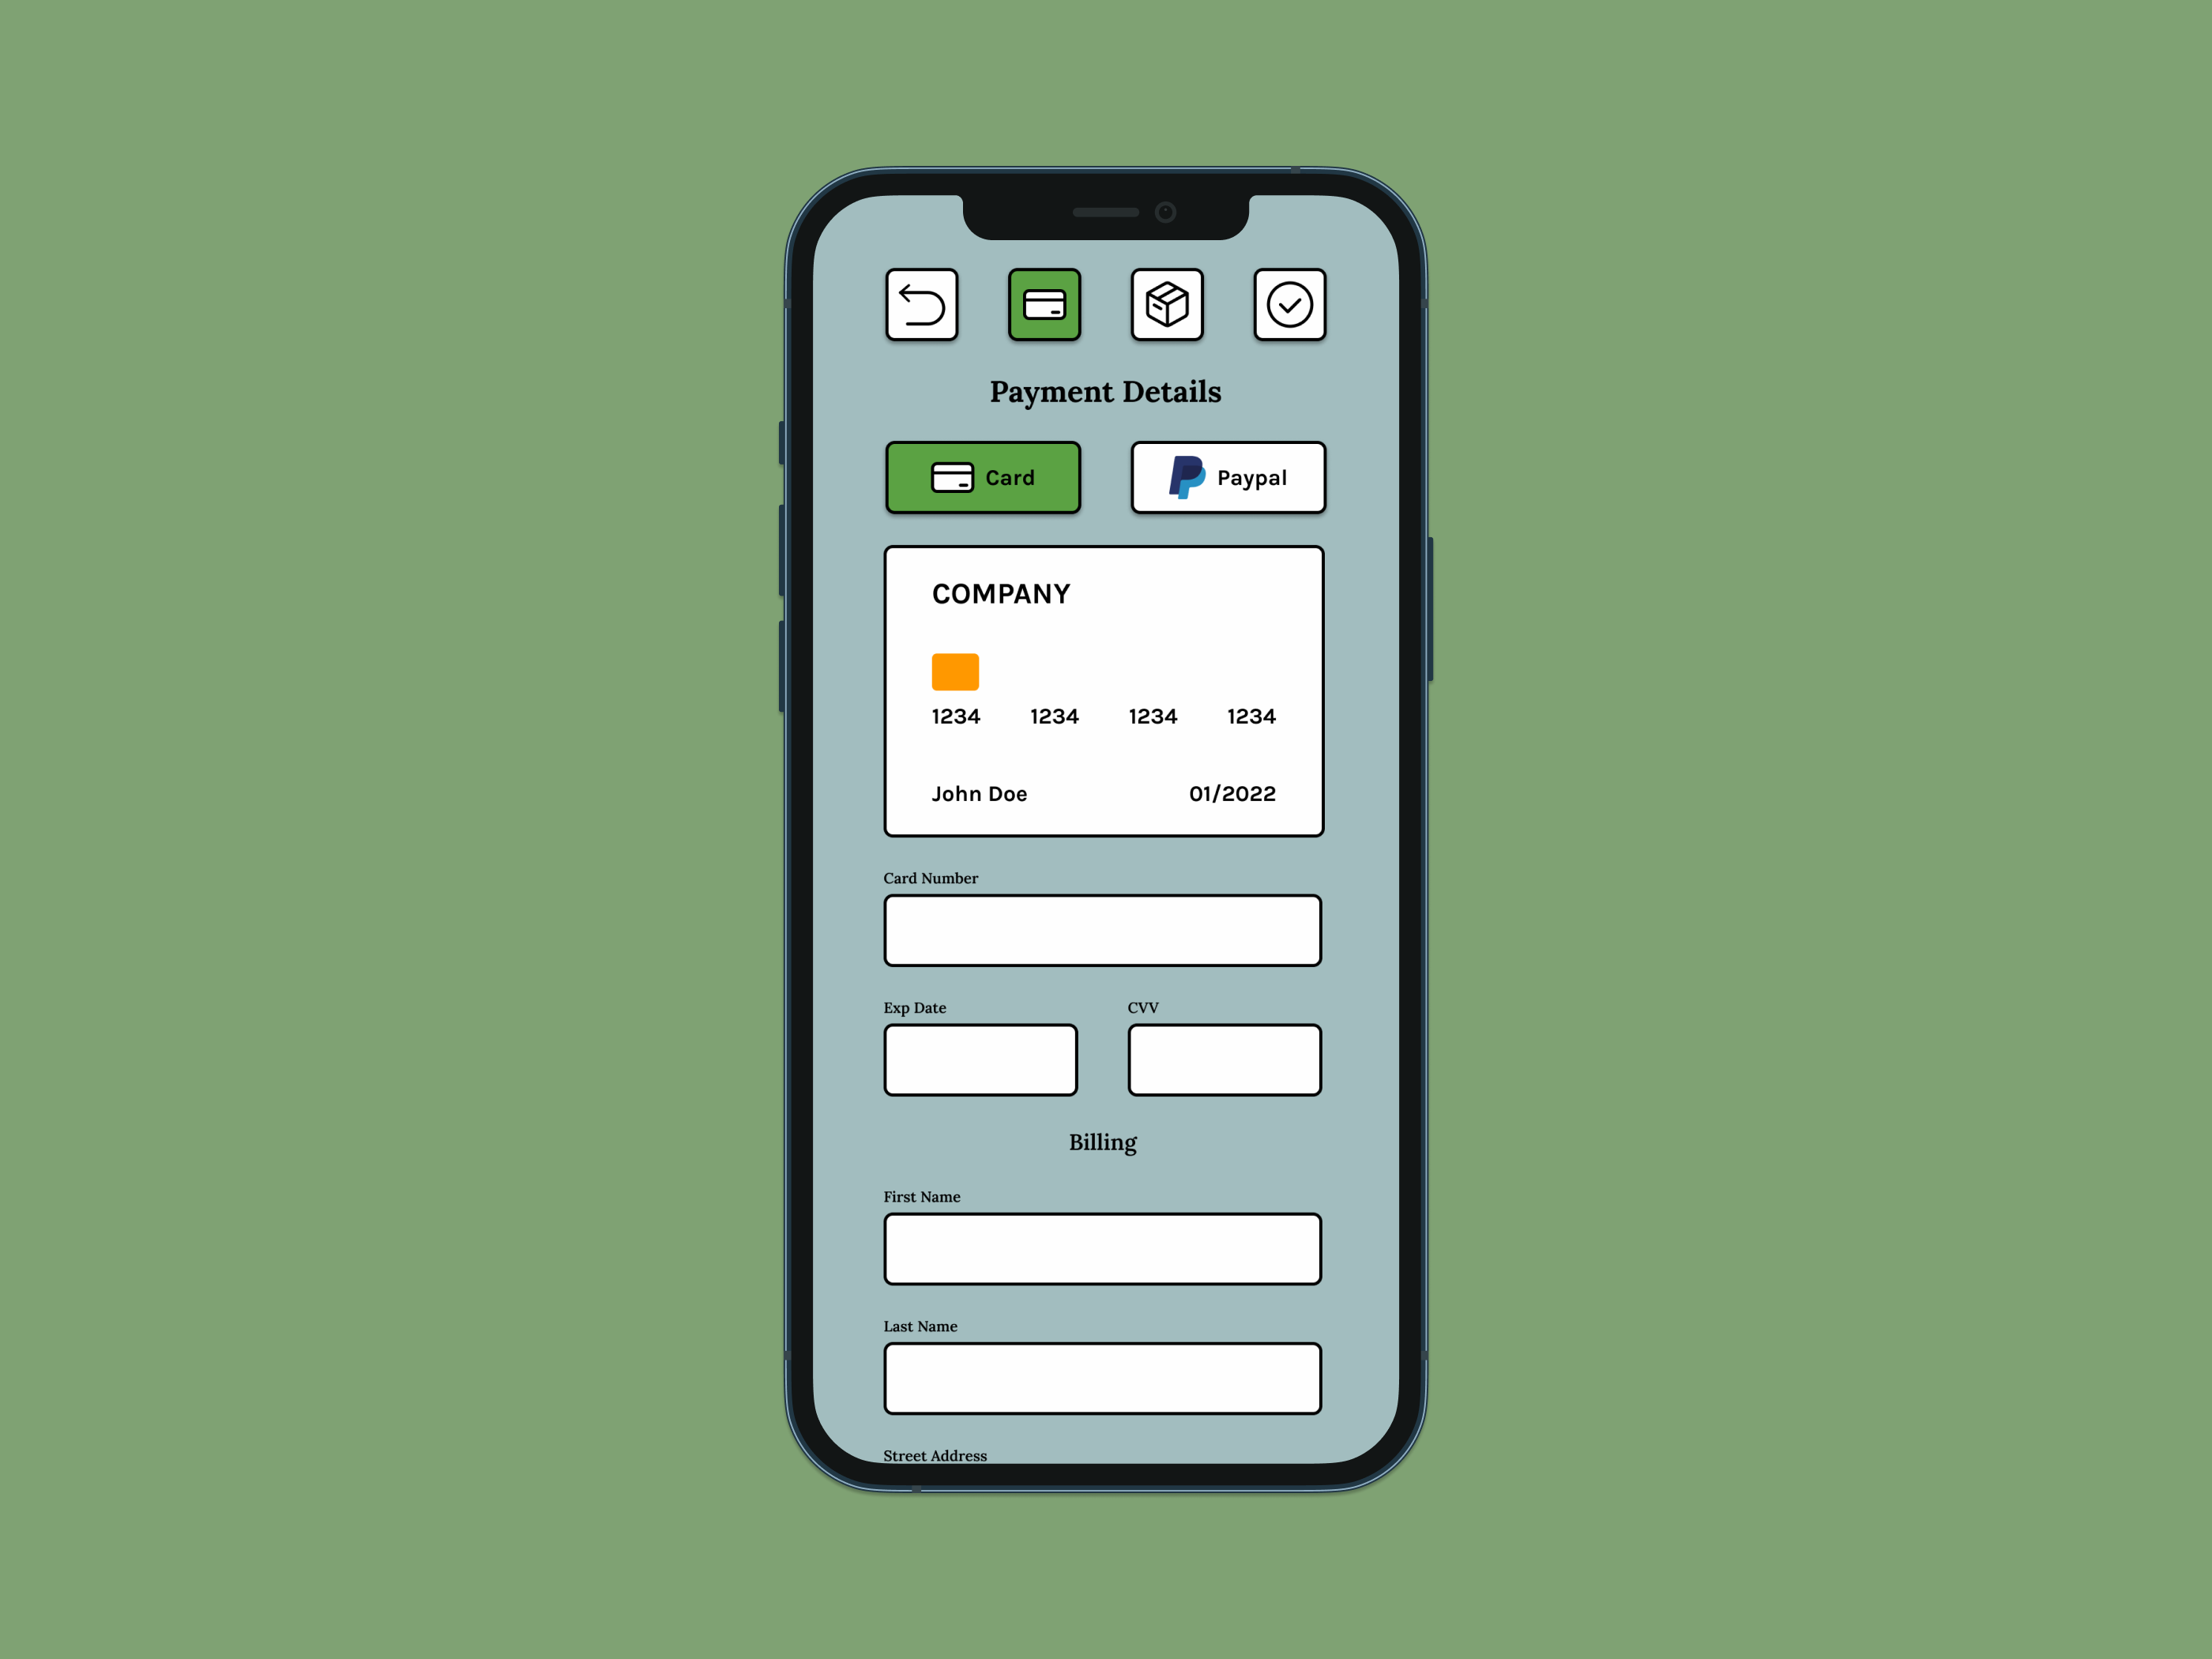 Payment Details
Card
Paypal
COMPANY
1234 1234 1234 1234
John Doe 01/2022
Card Number
Exp Date CVV
Billing
First Name
Last Name
Street Address